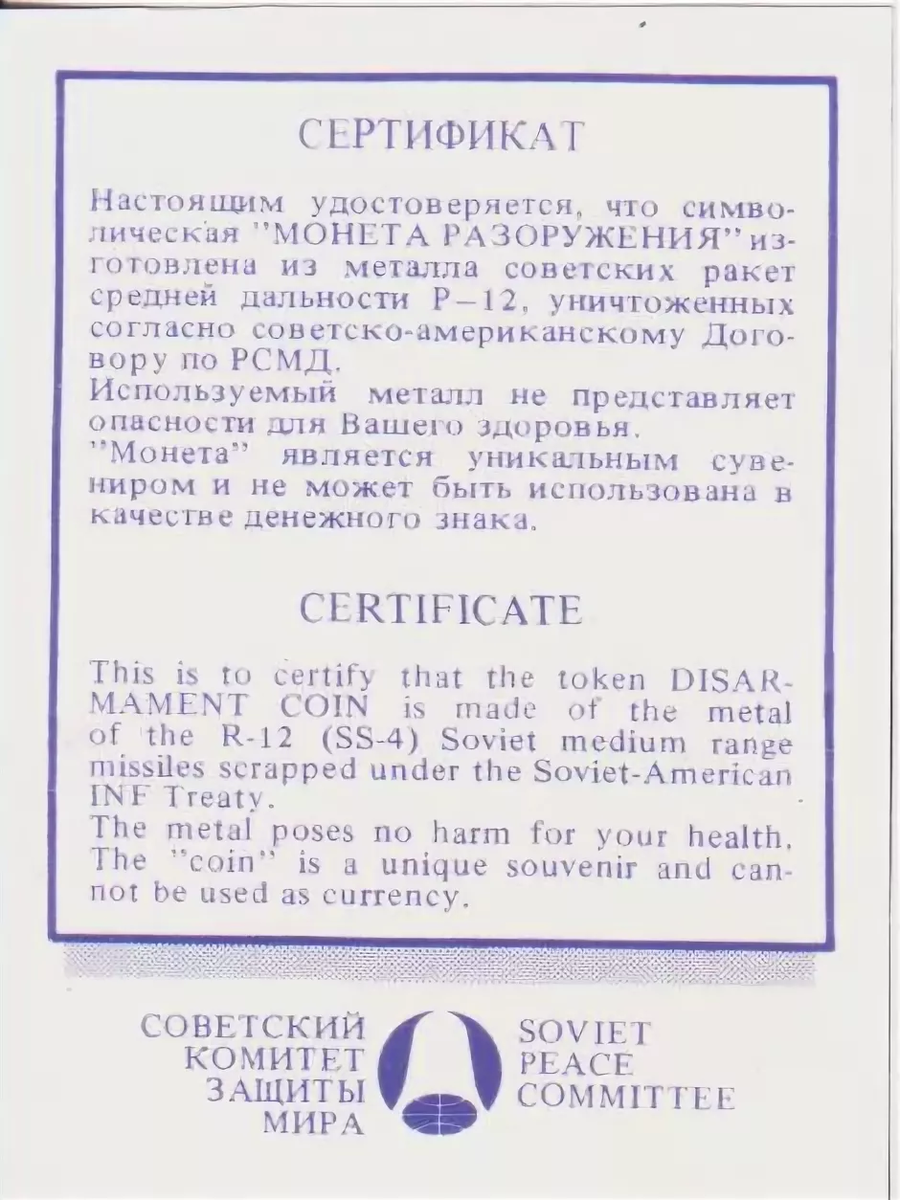 СЕРТИФИКАТ
Настоящим удостоверяется, что симво-
лическая "МОНЕТА РАЗОРУЖЕНИЯ" из-
готовлена из металла советских ракет
средней дальности Р-12, уничтоженных
согласно советско-американскому Дого-
вору по РСМД.
Используемый металл не представляет
опасности для Вашего здоровья.
"Монета" является уникальным суве-
ниром и не может быть использована в
качестве денежного знака.
CERTIFICATE
This is to certify that the token DISAR-
MAMENT COIN is made of the metal
of the R-12 (SS-4) Soviet medium range
missiles scrapped under the Soviet-American
INF Treaty.
The metal poses no harm for your health.
The "coin" is a unique souvenir and can-
not be used as currency.
СОВЕТСКИЙ
КОМИТЕТ
ЗАЩИТЫ
МИРА
SOVIET
PEACE
COMMITTEE